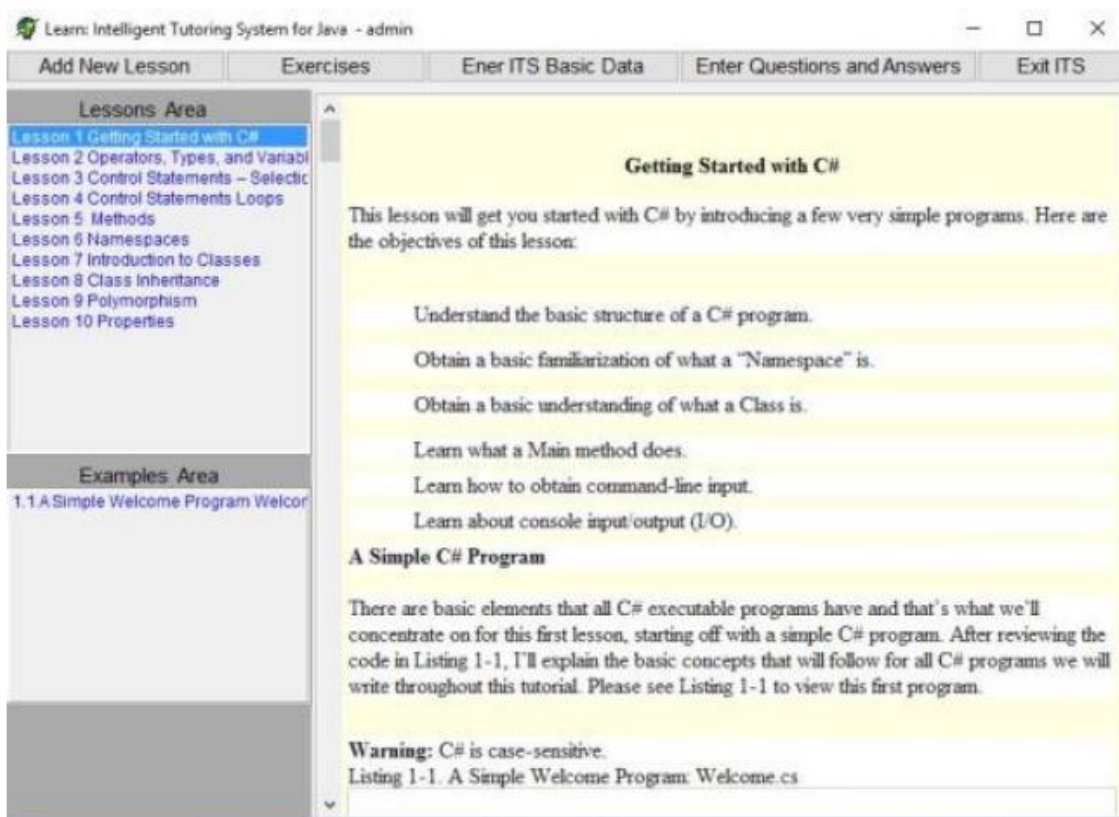 Learn: Intelligent Tutoring System for Java - admin
Add New Lesson Exercises Ener ITS Basic Data Enter Questions and Answers Exit ITS
Lessons Area
Lesson 1 Getting Started with C#
Lesson 2 Operators, Types, and Variabl
Lesson 3 Control Statements – Selectic
Lesson 4 Control Statements Loops
Lesson 5 Methods
Lesson 6 Namespaces
Lesson 7 Introduction to Classes
Lesson 8 Class Inheritance
Lesson 9 Polymorphism
Lesson 10 Properties
Examples Area
1.1.A Simple Welcome Program Welcor
Getting Started with C#
This lesson will get you started with C# by introducing a few very simple programs. Here are
the objectives of this lesson:
Understand the basic structure of a C# program.
Obtain a basic familiarization of what a “Namespace” is.
Obtain a basic understanding of what a Class is.
Learn what a Main method does.
Learn how to obtain command-line input.
Learn about console input/output (I/O).
A Simple C# Program
There are basic elements that all C# executable programs have and that’s what we’ll
concentrate on for this first lesson, starting off with a simple C# program. After reviewing the
code in Listing 1-1, I’ll explain the basic concepts that will follow for all C# programs we will
write throughout this tutorial. Please see Listing 1-1 to view this first program.
Warning: C# is case-sensitive.
Listing 1-1. A Simple Welcome Program: Welcome.cs